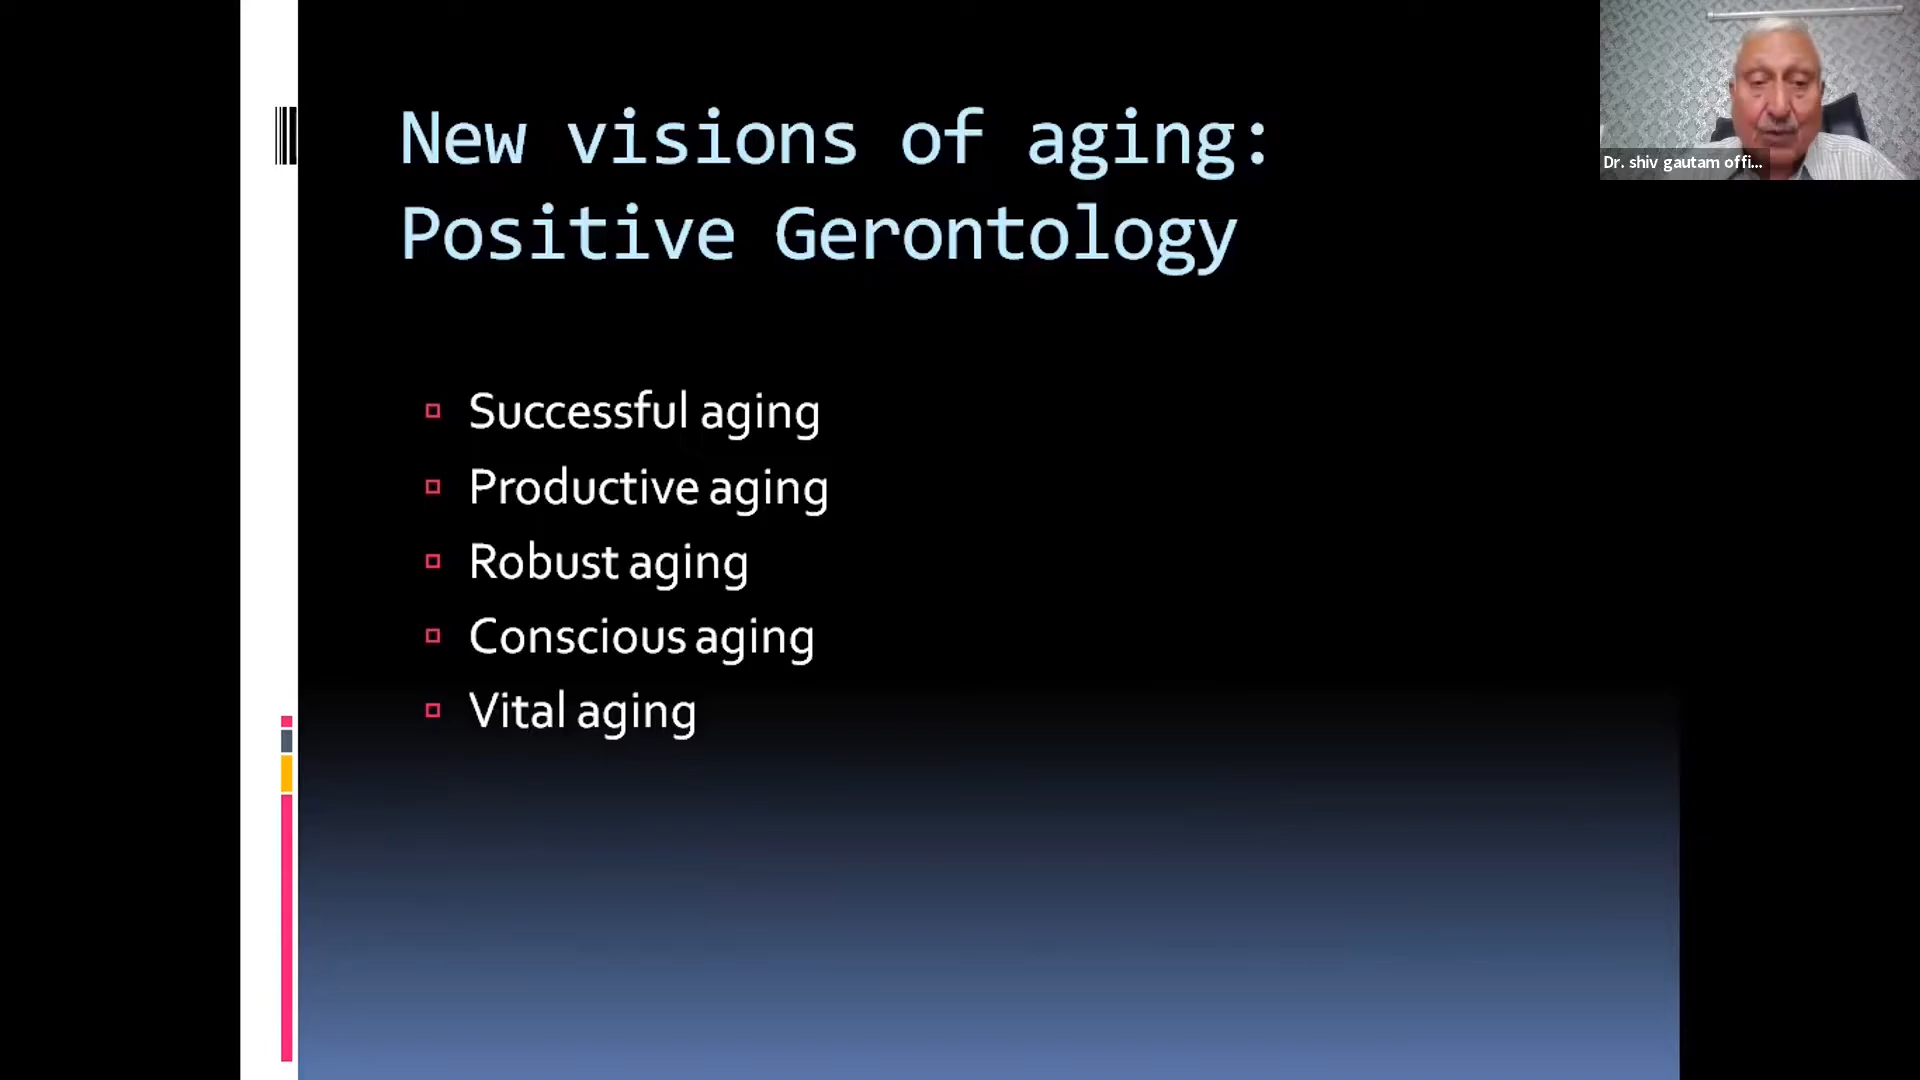 New visions of aging:
Positive Gerontology
Successful aging
Productive aging
Robust aging
Conscious aging
Vital aging
Dr. shiv gautam offi...